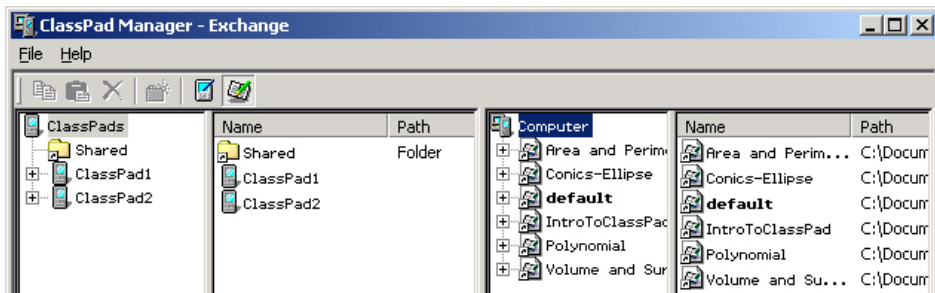 ClassPad Manager - Exchange
File Help
ClassPads
Shared
ClassPad1
ClassPad2
Name Path
Shared Folder
ClassPad1
ClassPad2
Computer
Area and Perim
Conics-Ellipse
default
IntroToClassPad
Polynomial
Volume and Sur
Name Path
Area and Perim... C:\Docum
Conics-Ellipse C:\Docum
default C:\Docum
IntroToClassPad C:\Docum
Polynomial C:\Docum
Volume and Su... C:\Docum